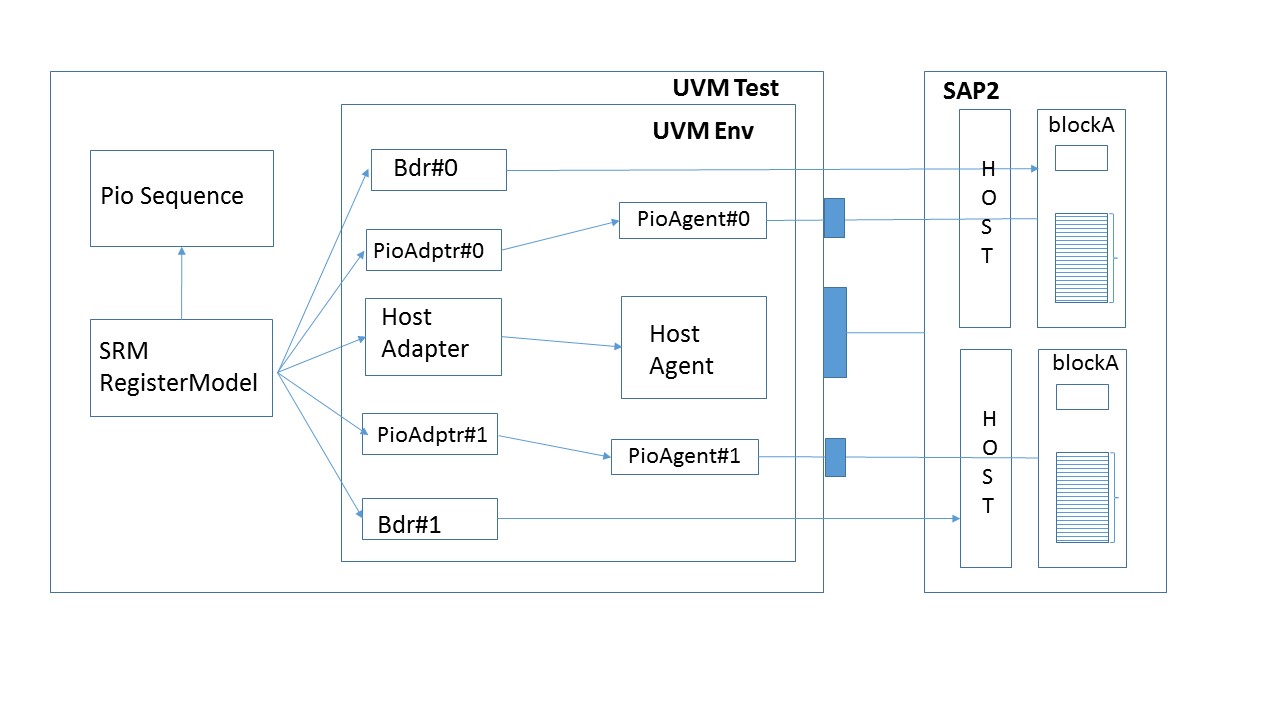 UVM Test
UVM Env
Pio Sequence
SRM
RegisterModel
Bdr#0
PioAdptr#0
PioAgent#0
Host
Adapter
Host
Agent
PioAdptr#1
PioAgent#1
Bdr#1
SAP2
H
O
S
T
blockA
H
O
S
T
blockA